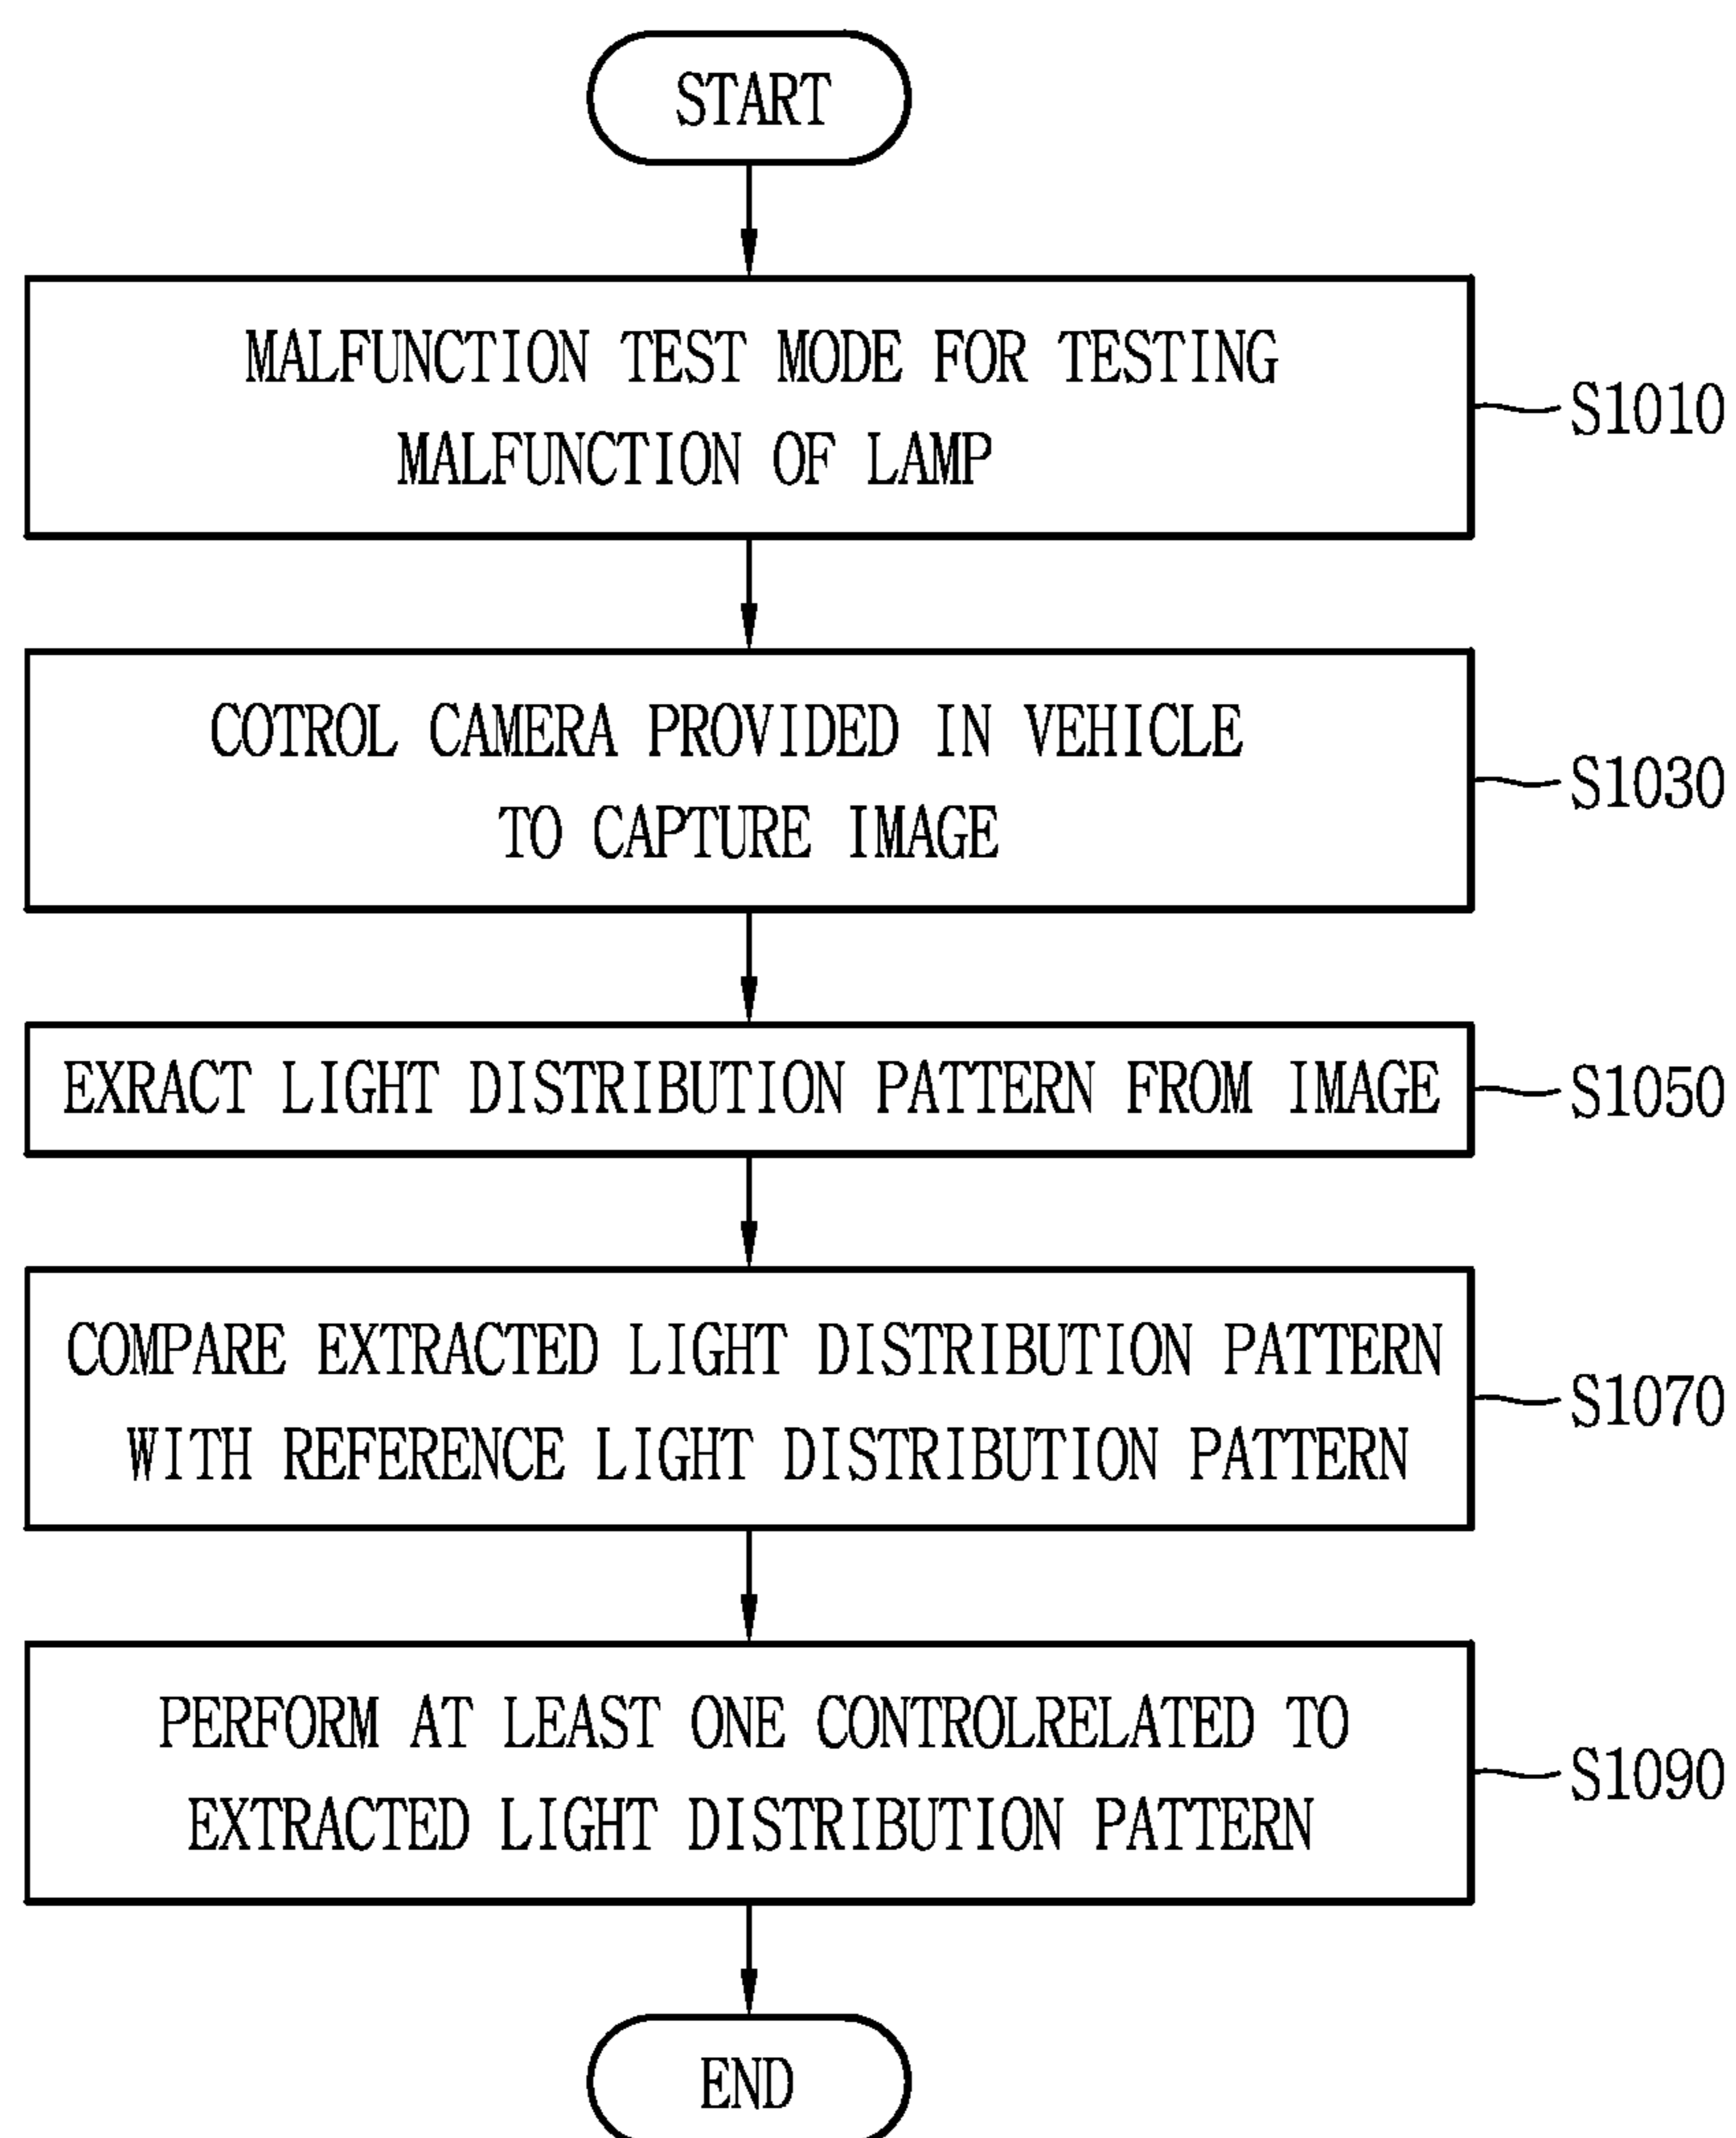 START
MALFUNCTION TEST MODE FOR TESTING
MALFUNCTION OF LAMP
S1010
COTROL CAMERA PROVIDED IN VEHICLE
TO CAPTURE IMAGE
S1030
EXRACT LIGHT DISTRIBUTION PATTERN FROM IMAGE
S1050
COMPARE EXTRACTED LIGHT DISTRIBUTION PATTERN
WITH REFERENCE LIGHT DISTRIBUTION PATTERN
S1070
PERFORM AT LEAST ONE CONTROLRELATED TO
EXTRACTED LIGHT DISTRIBUTION PATTERN
S1090
END